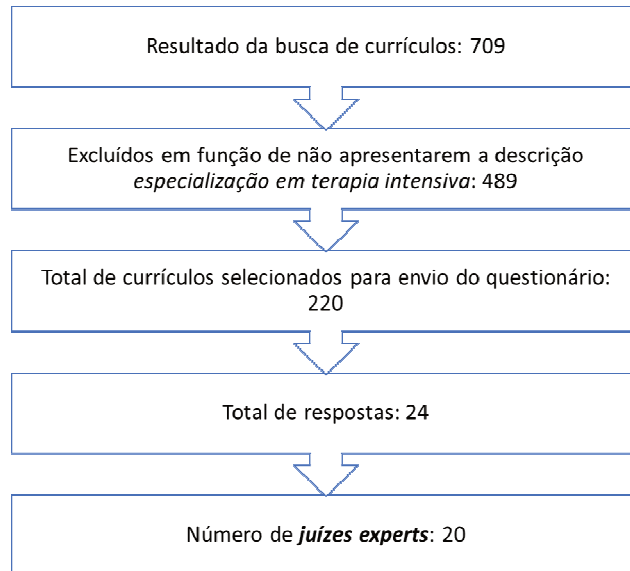 Resultado da busca de currículos: 709
Excluídos em função de não apresentarem a descrição
especialização em terapia intensiva: 489
Total de currículos selecionados para envio do questionário:
220
Total de respostas: 24
Número de juízes experts: 20